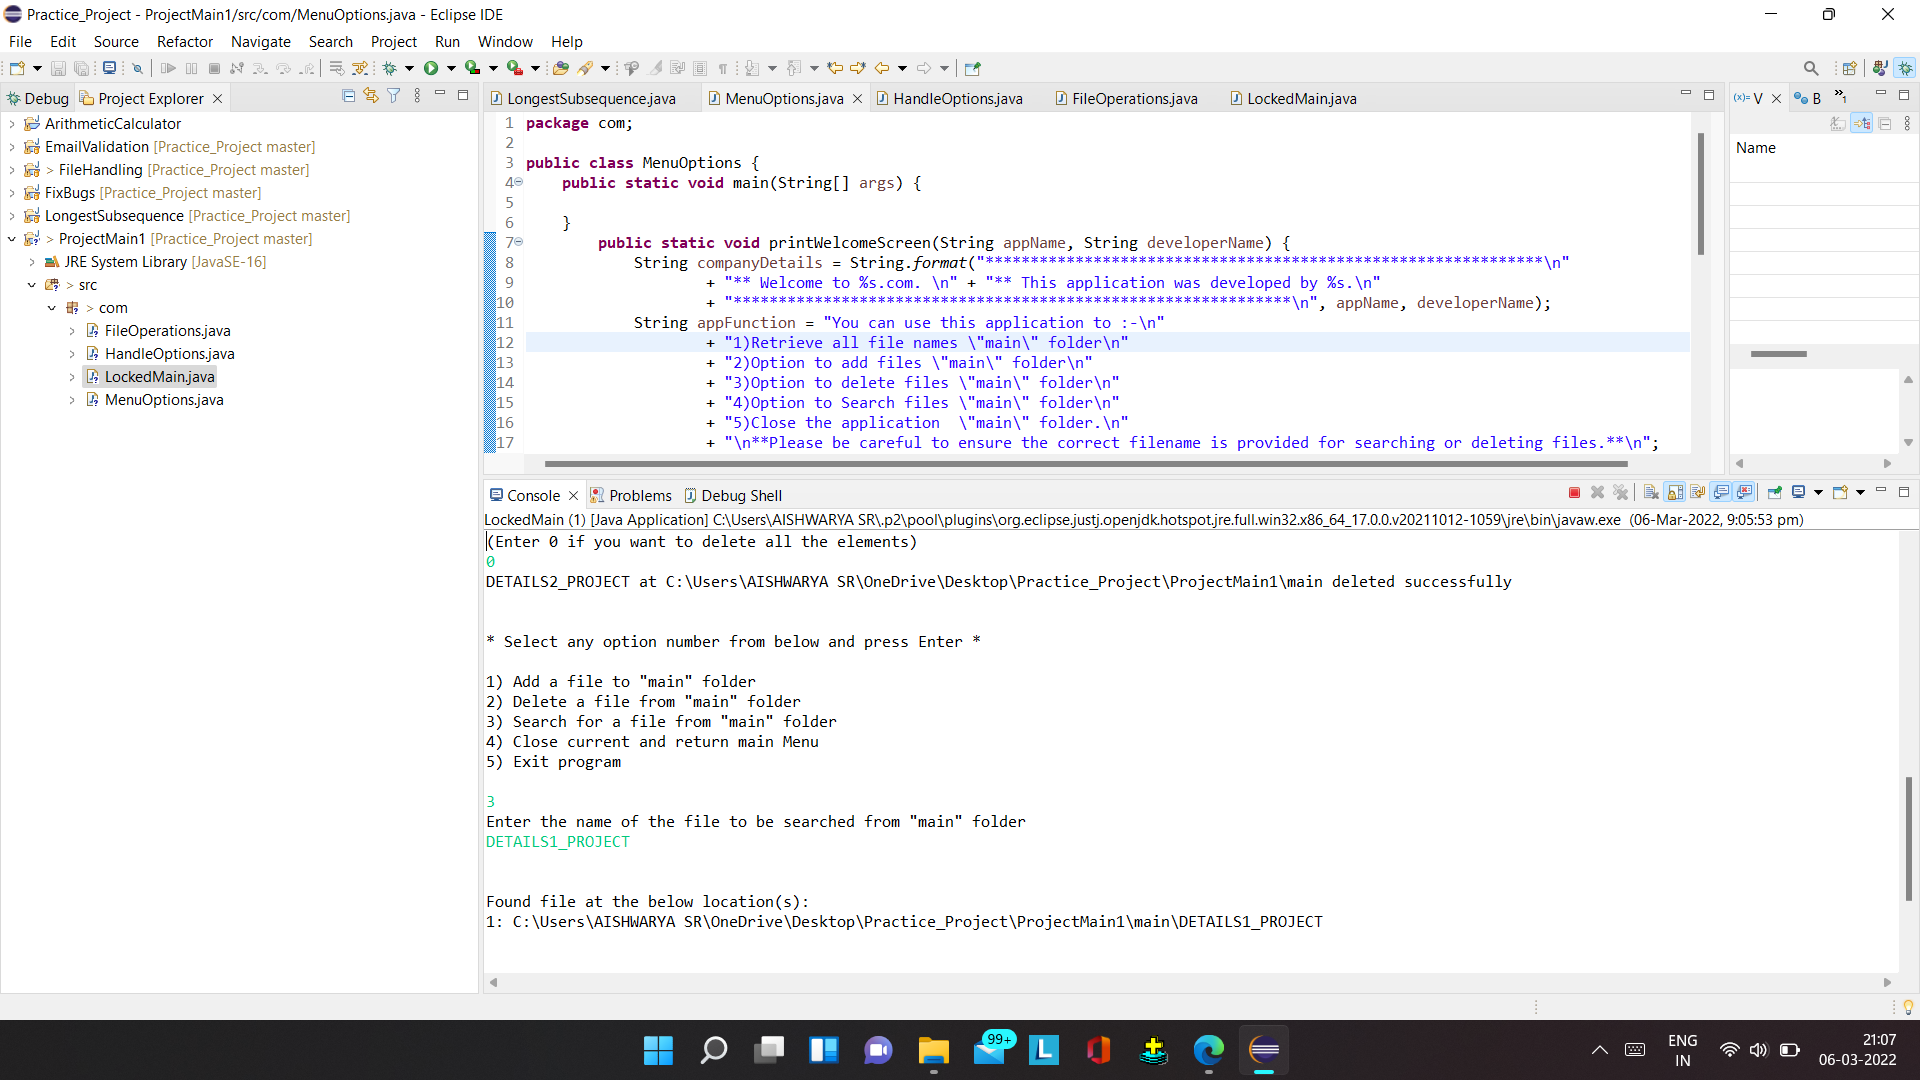 Practice_Project - ProjectMain1/src/com/MenuOptions.java - Eclipse IDE
File Edit Source Refactor Navigate Search Project Run Window Help
Debug Project Explorer
ArithmeticCalculator
EmailValidation [Practice_Project master]
> FileHandling [Practice_Project master]
FixBugs [Practice_Project master]
LongestSubsequence [Practice_Project master]
> ProjectMain1 [Practice_Project master]
JRE System Library [JavaSE-16]
> src
> com
FileOperations.java
HandleOptions.java
LockedMain.java
MenuOptions.java
LongestSubsequence.java MenuOptions.java HandleOptions.java FileOperations.java LockedMain.java
1 package com;
2
3 public class MenuOptions {
4 public static void main(String[] args) {
5
6 }
7 public static void printWelcomeScreen(String appName, String developerName) {
8 String companyDetails = String.format("**************************************************************\n"
9 + "** Welcome to %s.com. \n" + "** This application was developed by %s.\n"
10 + "**************************************************************\n", appName, developerName);
11 String appFunction = "You can use this application to :-\n"
12 + "1)Retrieve all file names \"main\" folder\n"
13 + "2)Option to add files \"main\" folder\n"
14 + "3)Option to delete files \"main\" folder\n"
15 + "4)Option to Search files \"main\" folder\n"
16 + "5)Close the application  \"main\" folder.\n"
17 + "\n**Please be careful to ensure the correct filename is provided for searching or deleting files.**\n";
(x)= V B »1
Name
Console Problems Debug Shell
LockedMain (1) [Java Application] C:\Users\AISHWARYA SR\.p2\pool\plugins\org.eclipse.justj.openjdk.hotspot.jre.full.win32.x86_64_17.0.0.v20211012-1059\jre\bin\javaw.exe (06-Mar-2022, 9:05:53 pm)
(Enter 0 if you want to delete all the elements)
0
DETAILS2_PROJECT at C:\Users\AISHWARYA SR\OneDrive\Desktop\Practice_Project\ProjectMain1\main deleted successfully
* Select any option number from below and press Enter *
1) Add a file to "main" folder
2) Delete a file from "main" folder
3) Search for a file from "main" folder
4) Close current and return main Menu
5) Exit program
3
Enter the name of the file to be searched from "main" folder
DETAILS1_PROJECT
Found file at the below location(s):
1: C:\Users\AISHWARYA SR\OneDrive\Desktop\Practice_Project\ProjectMain1\main\DETAILS1_PROJECT
99+
L
ENG
IN
21:07
06-03-2022